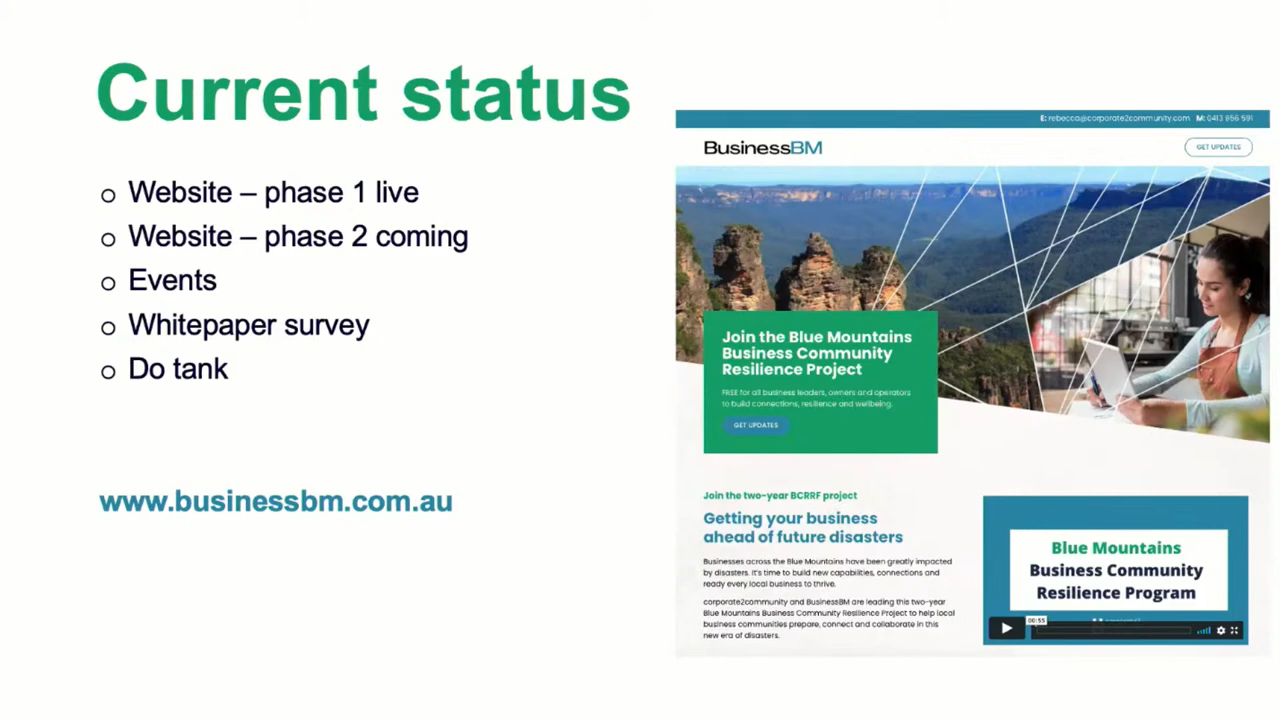 Current status
o Website – phase 1 live
o Website – phase 2 coming
o Events
o Whitepaper survey
o Do tank
www.businessbm.com.au
E: rebecca@corporate2community.com M: 0413 956 591
BusinessBM
GET UPDATES
Join the Blue Mountains
Business Community
Resilience Project
FREE for all business leaders, owners and operators
to build connections, resilience and wellbeing.
GET UPDATES
Join the two-year BCRRF project
Getting your business
ahead of future disasters
Businesses across the Blue Mountains have been greatly impacted
by disasters. It's time to build new capabilities, connections and
ready every local business to thrive.
corporate2community and BusinessBM are leading this two-year
Blue Mountains Business Community Resilience Project to help local
business communities prepare, connect and collaborate in this
new era of disasters.
Blue Mountains
Business Community
Resilience Program
00:55